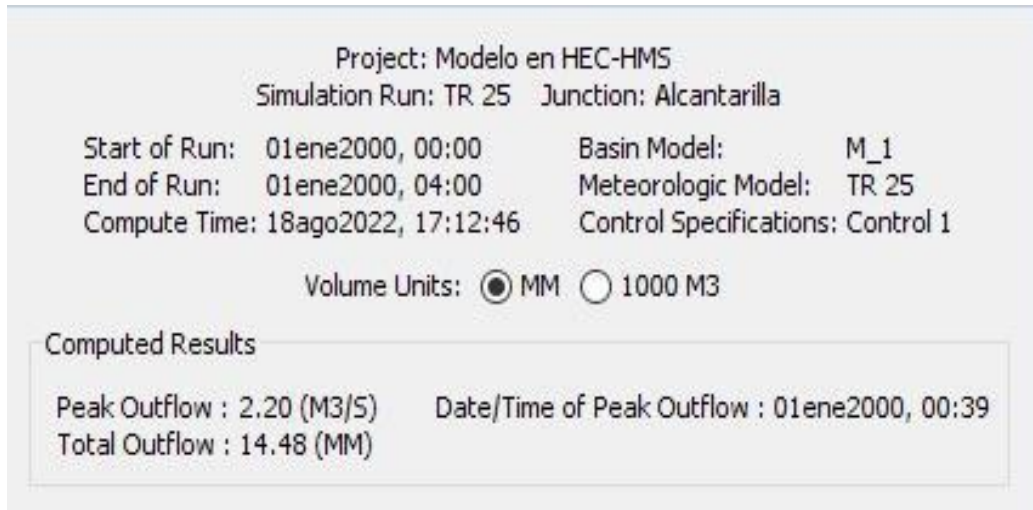 Project: Modelo en HEC-HMS
Simulation Run: TR 25 Junction: Alcantarilla
Start of Run: 01ene2000, 00:00 Basin Model: M_1
End of Run: 01ene2000, 04:00 Meteorologic Model: TR 25
Compute Time: 18ago2022, 17:12:46 Control Specifications: Control 1
Volume Units: MM 1000 M3
Computed Results
Peak Outflow : 2.20 (M3/S) Date/Time of Peak Outflow : 01ene2000, 00:39
Total Outflow : 14.48 (MM)